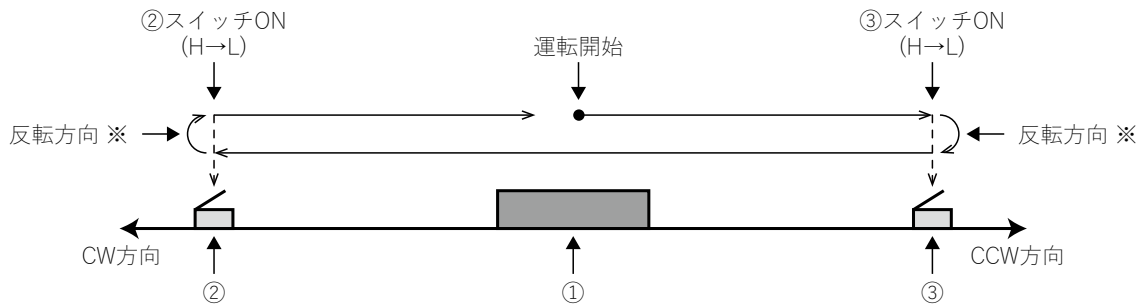 ②スイッチON
(H→L)
運転開始
③スイッチON
(H→L)
反転方向 ※
反転方向 ※
CW方向
CCW方向
②
①
③